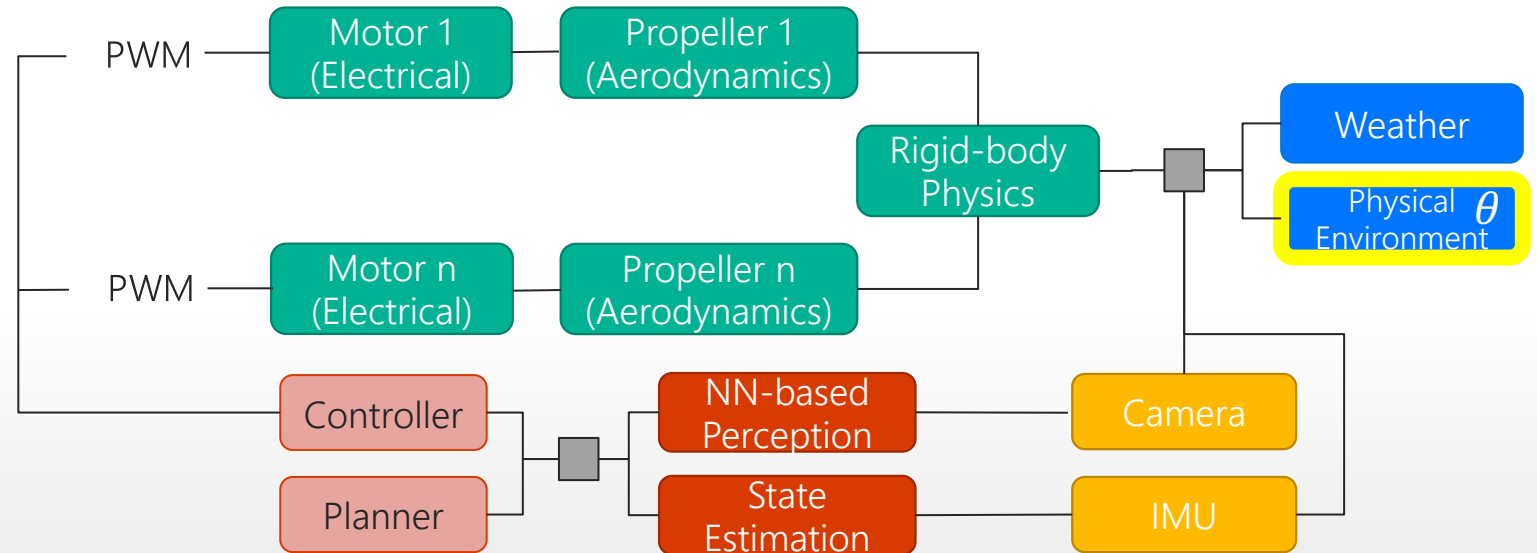 PWM
Motor 1
(Electrical)
Propeller 1
(Aerodynamics)
Rigid-body
Physics
Weather
Physical θ
Environment
PWM
Motor n
(Electrical)
Propeller n
(Aerodynamics)
Controller
NN-based
Perception
Camera
Planner
State
Estimation
IMU